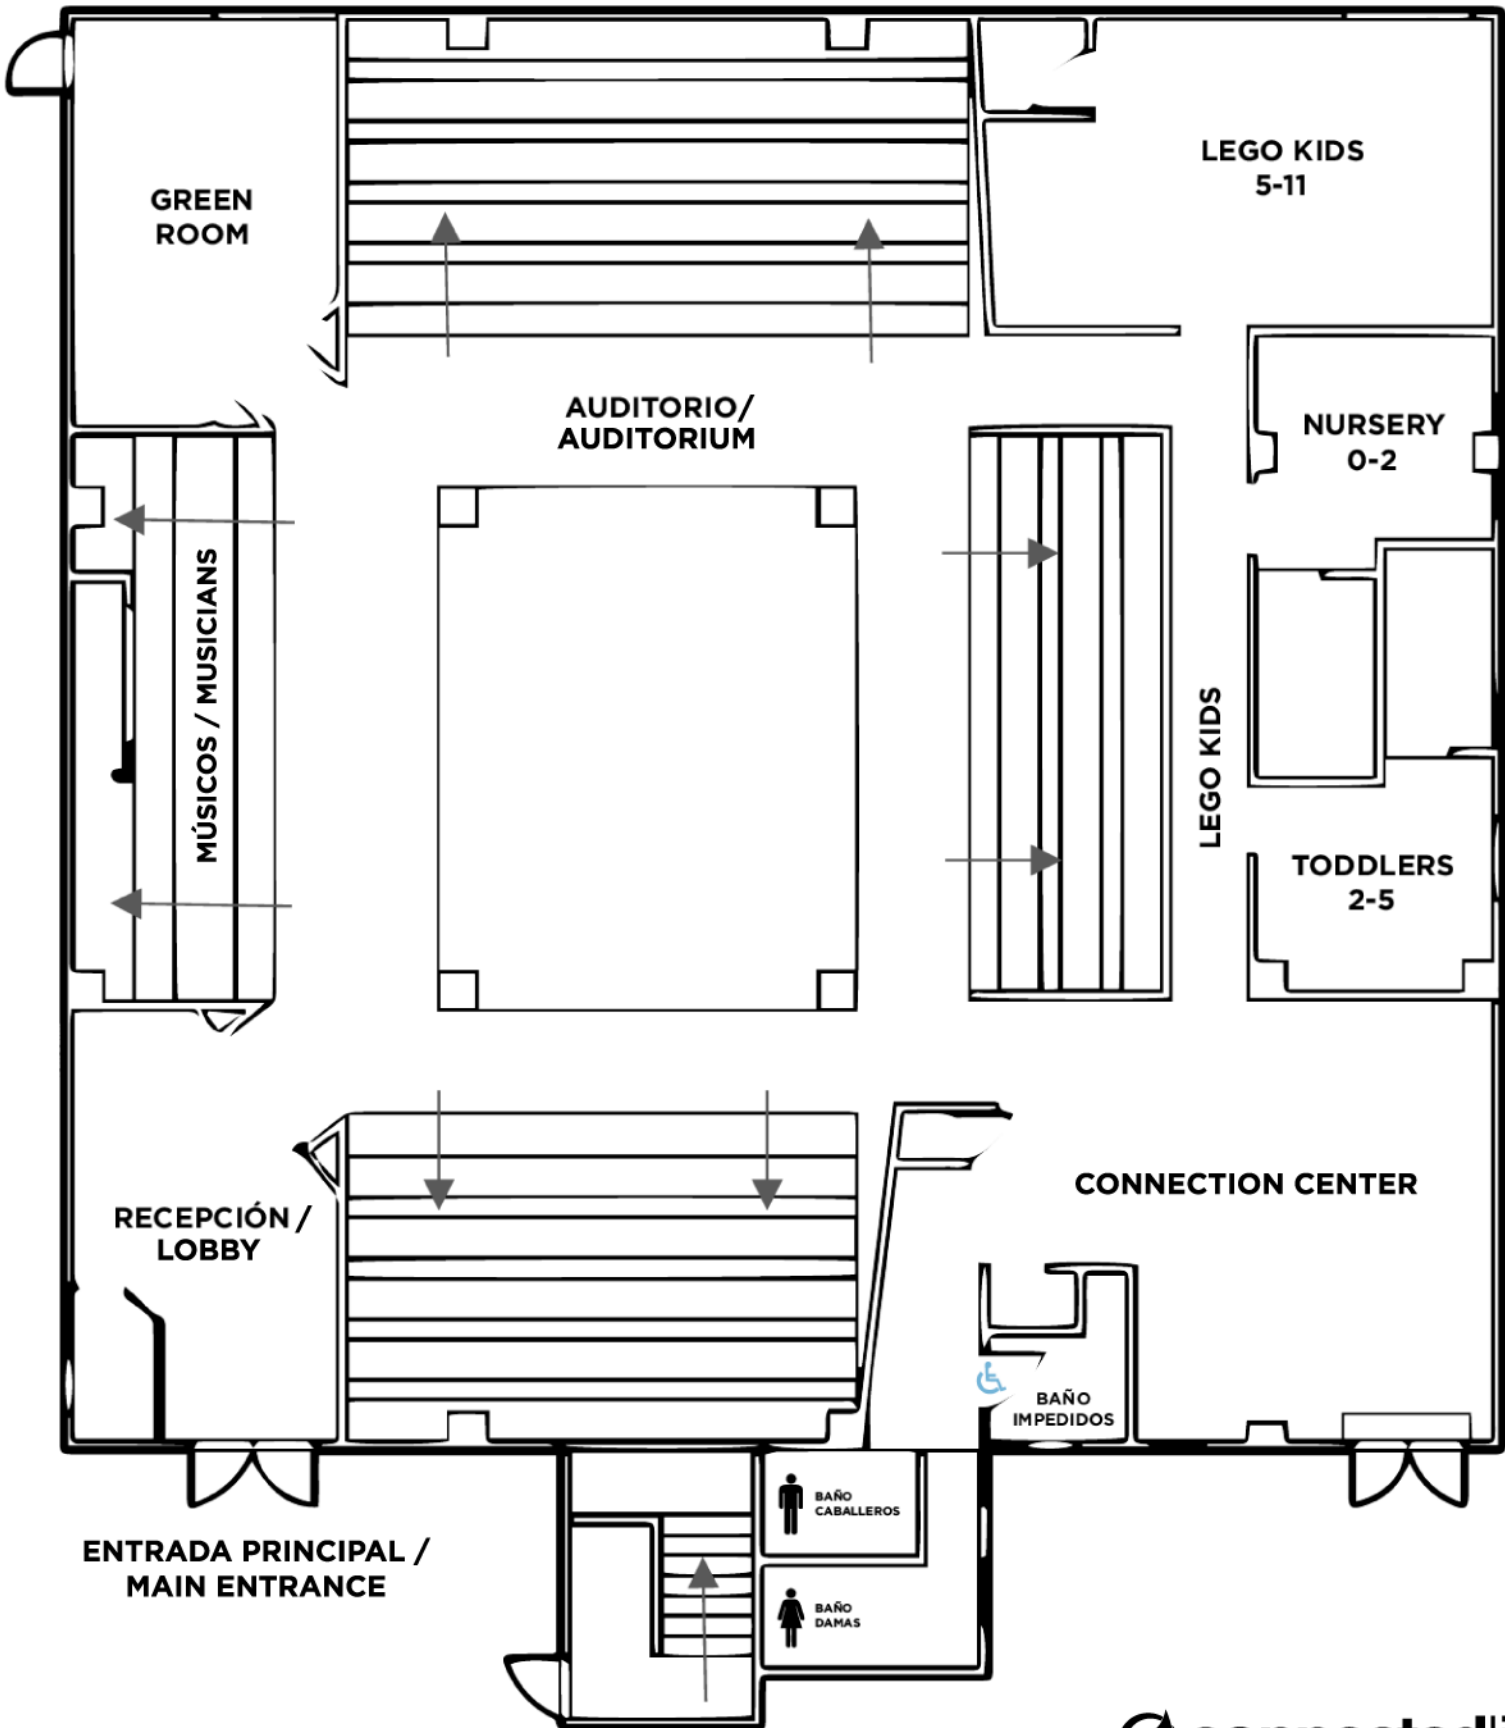 GREEN
ROOM
LEGO KIDS
5-11
AUDITORIO/
AUDITORIUM
NURSERY
0-2
MÚSICOS / MUSICIANS
LEGO KIDS
TODDLERS
2-5
RECEPCIÓN /
LOBBY
CONNECTION CENTER
BAÑO
IMPEDIDOS
BAÑO
CABALLEROS
ENTRADA PRINCIPAL /
MAIN ENTRANCE
BAÑO
DAMAS